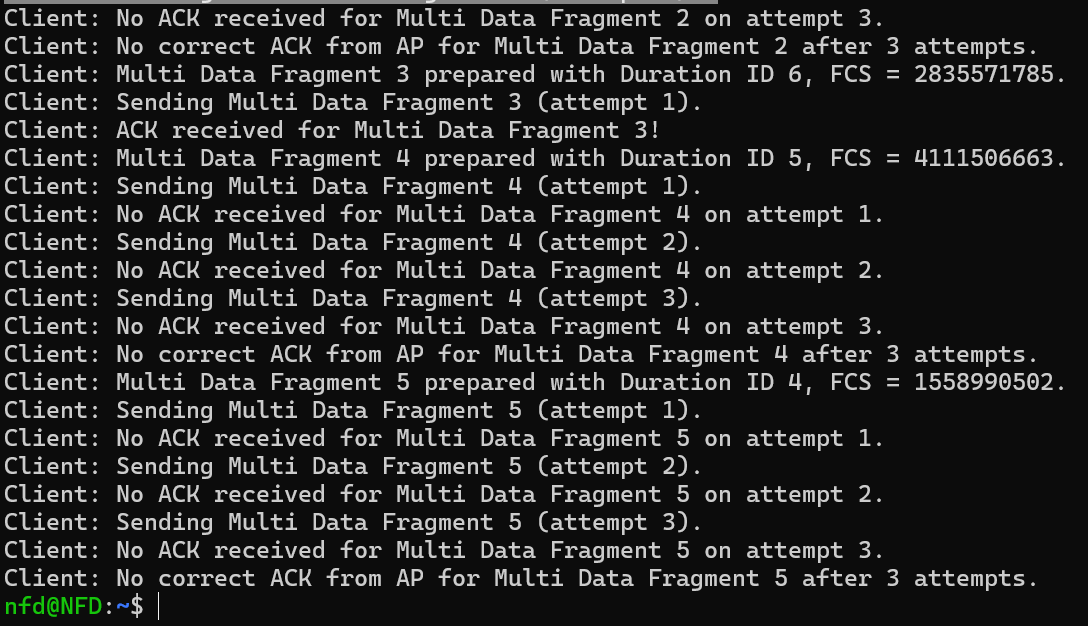 Client: No ACK received for Multi Data Fragment 2 on attempt 3.
Client: No correct ACK from AP for Multi Data Fragment 2 after 3 attempts.
Client: Multi Data Fragment 3 prepared with Duration ID 6, FCS = 2835571785.
Client: Sending Multi Data Fragment 3 (attempt 1).
Client: ACK received for Multi Data Fragment 3!
Client: Multi Data Fragment 4 prepared with Duration ID 5, FCS = 4111506663.
Client: Sending Multi Data Fragment 4 (attempt 1).
Client: No ACK received for Multi Data Fragment 4 on attempt 1.
Client: Sending Multi Data Fragment 4 (attempt 2).
Client: No ACK received for Multi Data Fragment 4 on attempt 2.
Client: Sending Multi Data Fragment 4 (attempt 3).
Client: No ACK received for Multi Data Fragment 4 on attempt 3.
Client: No correct ACK from AP for Multi Data Fragment 4 after 3 attempts.
Client: Multi Data Fragment 5 prepared with Duration ID 4, FCS = 1558990502.
Client: Sending Multi Data Fragment 5 (attempt 1).
Client: No ACK received for Multi Data Fragment 5 on attempt 1.
Client: Sending Multi Data Fragment 5 (attempt 2).
Client: No ACK received for Multi Data Fragment 5 on attempt 2.
Client: Sending Multi Data Fragment 5 (attempt 3).
Client: No ACK received for Multi Data Fragment 5 on attempt 3.
Client: No correct ACK from AP for Multi Data Fragment 5 after 3 attempts.
nfd@NFD:~$